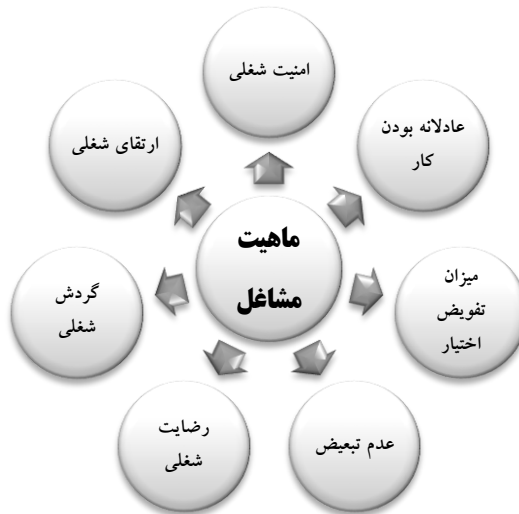 امنیت شغلی
عادلانه بودن
کار
ارتقای شغلی
ماهیت
مشاغل
میزان
تفویض
اختیار
گردش
شغلی
عدم تبعیض
رضایت
شغلی